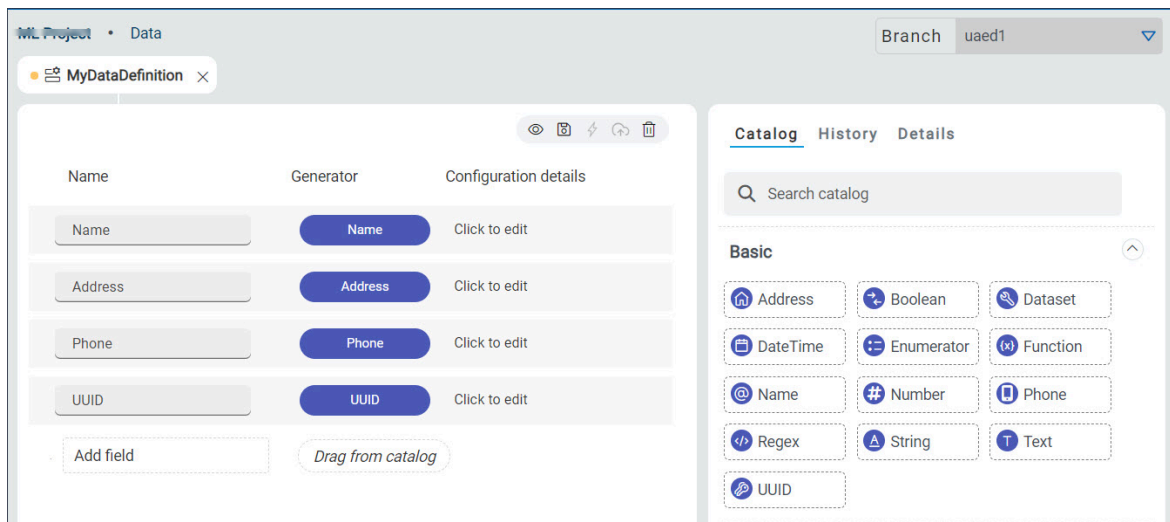 ML Project • Data
Branch uaed1
MyDataDefinition
Catalog History Details
Name Generator Configuration details
Search catalog
Name Name Click to edit
Basic
Address Address Click to edit
Address Boolean Dataset
Phone Phone Click to edit
DateTime Enumerator Function
UUID UUID Click to edit
Name Number Phone
Add field Drag from catalog
Regex String Text
UUID